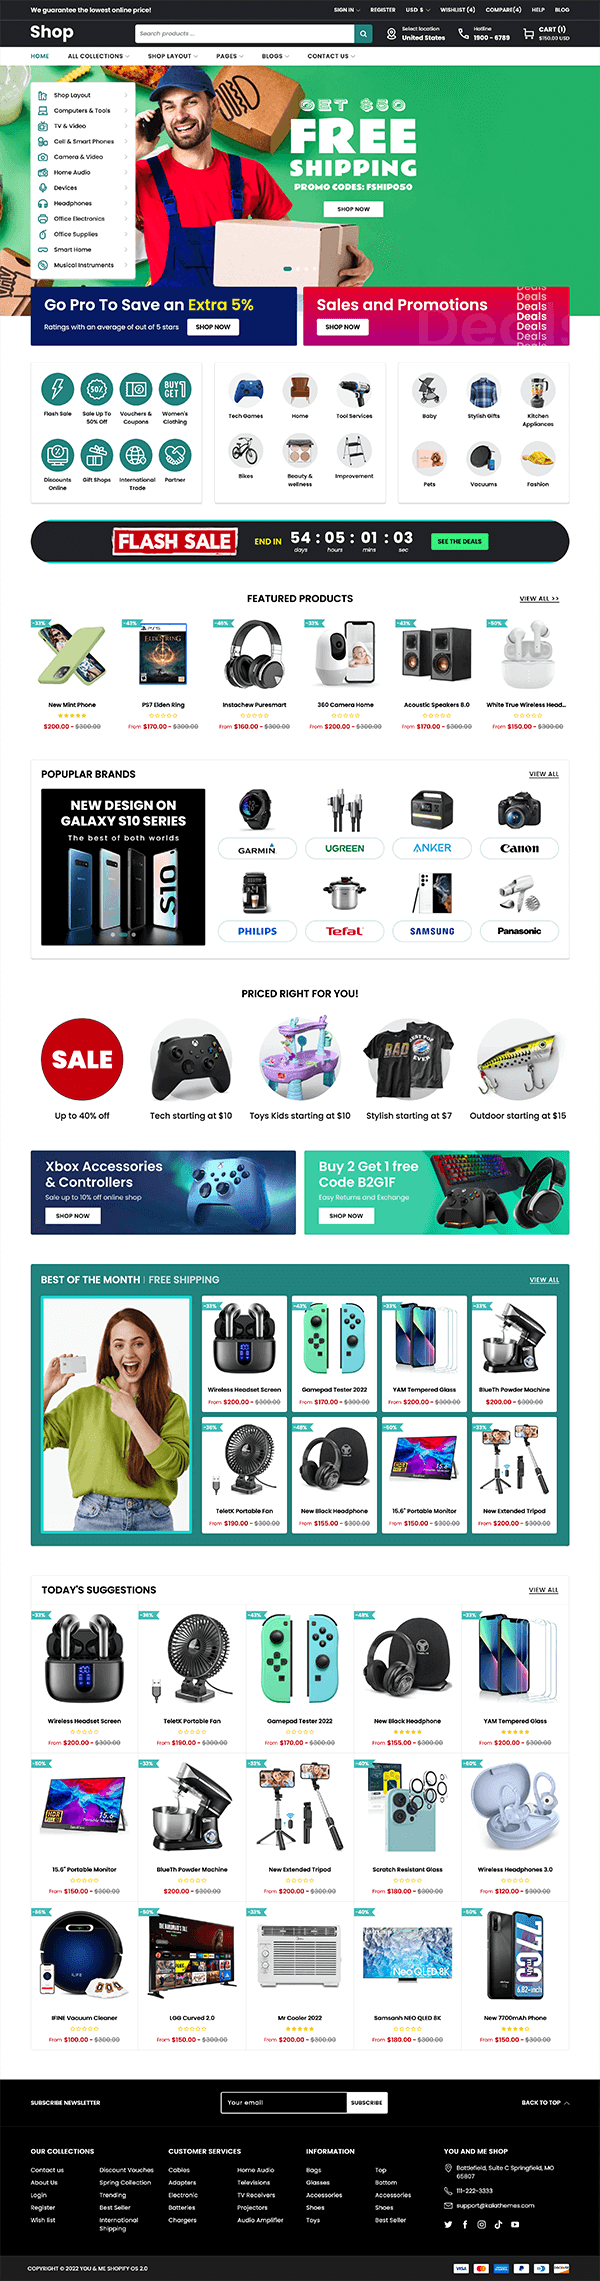 We guarantee the lowest online price!
SIGN IN
REGISTER
USD $
WISHLIST (4)
COMPARE(4)
HELP
BLOG
Shop
Search products ...
Select location
United States
Hotline
1900 - 6789
CART (1)
$150.00 USD
HOME
ALL COLLECTIONS
SHOP LAYOUT
PAGES
BLOGS
CONTACT US
Shop Layout
Computers & Tools
TV & Video
Cell & Smart Phones
Camera & Video
Home Audio
Devices
Headphones
Office Electronics
Office Supplies
Smart Home
Musical Instruments
GET $50
FREE
SHIPPING
PROMO CODES: FSHIP050
SHOP NOW
Go Pro To Save an Extra 5%
Ratings with an average of out of 5 stars
SHOP NOW
Sales and Promotions
SHOP NOW
Deals
Deals
Deals
Deals
Deals
Deals
Deals
50%
BUY 1
GET 1
Flash Sale
Sale Up To
50% Off
Vouchers &
Coupons
Women's
Clothing
Discounts
Online
Gift Shops
International
Trade
Partner
Tech Games
Home
Tool Services
Bikes
Beauty &
wellness
Improvement
Baby
Stylish Gifts
Kitchen
Appliances
Pets
Vacuums
Fashion
FLASH SALE
END IN
54 : 05 : 01 : 03
days
hours
mins
sec
SEE THE DEALS
FEATURED PRODUCTS
VIEW ALL >>
-33%
-43%
-46%
-33%
-43%
-50%
ELDEN RING
New Mint Phone
PS7 Elden Ring
Instachew Puresmart
360 Camera Home
Acoustic Speakers 8.0
White True Wireless Head...
$200.00 - $300.00
From $170.00 - $300.00
From $160.00 - $300.00
From $200.00 - $300.00
From $170.00 - $300.00
From $150.00 - $300.00
POPUPLAR BRANDS
VIEW ALL
NEW DESIGN ON
GALAXY S10 SERIES
The best of both worlds
S10
GARMIN
UGREEN
ANKER
Canon
PHILIPS
Tefal
SAMSUNG
Panasonic
PRICED RIGHT FOR YOU!
SALE
Up to 40% off
Tech starting at $10
Toys Kids starting at $10
Stylish starting at $7
Outdoor starting at $15
Xbox Accessories
& Controllers
Sale up to 10% off online shop
SHOP NOW
Buy 2 Get 1 free
Code B2G1F
Easy Returns and Exchange
SHOP NOW
BEST OF THE MONTH | FREE SHIPPING
VIEW ALL
-33%
-43%
-33%
-33%
Wireless Headset Screen
Gamepad Tester 2022
YAM Tempered Glass
BlueTh Powder Machine
From $200.00 - $300.00
From $170.00 - $300.00
From $200.00 - $300.00
$200.00 - $300.00
-36%
-48%
-50%
-33%
TeletX Portable Fan
New Black Headphone
15.6" Portable Monitor
New Extended Tripod
From $190.00 - $300.00
From $155.00 - $300.00
From $150.00 - $300.00
From $200.00 - $300.00
TODAY'S SUGGESTIONS
VIEW ALL
-33%
-36%
-43%
-48%
-33%
Wireless Headset Screen
TeletX Portable Fan
Gamepad Tester 2022
New Black Headphone
YAM Tempered Glass
From $200.00 - $300.00
From $190.00 - $300.00
From $170.00 - $300.00
From $155.00 - $300.00
From $200.00 - $300.00
-50%
-33%
-33%
-40%
-60%
15.6" Portable Monitor
BlueTh Powder Machine
New Extended Tripod
Scratch Resistant Glass
Wireless Headphones 3.0
From $150.00 - $300.00
$200.00 - $300.00
From $200.00 - $300.00
From $180.00 - $300.00
From $120.00 - $300.00
-66%
-50%
-33%
-40%
-50%
ILIFE
Neo QLED 8K
6.82-inch
IFINE Vacuum Cleaner
LGG Curved 2.0
Mr Cooler 2022
Samsanh NEO QLED 8K
New 7700mAh Phone
From $100.00 - $300.00
From $150.00 - $300.00
From $200.00 - $300.00
From $180.00 - $300.00
From $150.00 - $300.00
SUBSCRIBE NEWSLETTER
Your email
SUBSCRIBE
BACK TO TOP
OUR COLLECTIONS
Contact us
About Us
Login
Register
Wish list
Discount Vouches
Spring Collection
Trending
Best Seller
International
Shipping
CUSTOMER SERVICES
Cables
Adapters
Electronic
Batteries
Chargers
Home Audio
Televisions
TV Receivers
Projectors
Audio Amplifier
INFORMATION
Bags
Glasses
Accessories
Shoes
Toys
Top
Bottom
Accessories
Shoes
Best Seller
YOU AND ME SHOP
Battlefield, Suite C Springfield, MO
65807
111-222-3333
support@kalathemes.com
COPYRIGHT © 2022 YOU & ME SHOPIFY OS 2.0
VISA